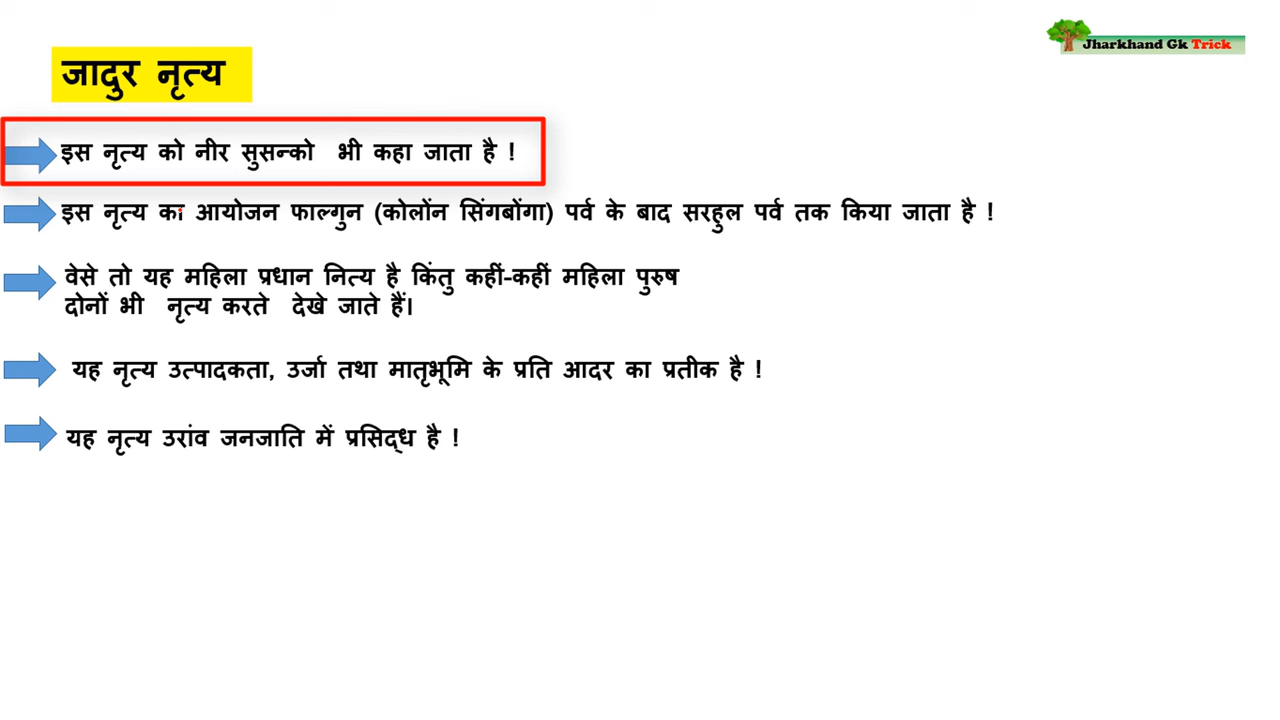 Jharkhand Gk Trick
जादुर नृत्य
इस नृत्य को नीर सुसन्को भी कहा जाता है !
इस नृत्य का आयोजन फाल्गुन (कोलोंन सिंगबोंगा) पर्व के बाद सरहुल पर्व तक किया जाता है !
वेसे तो यह महिला प्रधान नित्य है किंतु कहीं-कहीं महिला पुरुष
दोनों भी नृत्य करते देखे जाते हैं।
यह नृत्य उत्पादकता, उर्जा तथा मातृभूमि के प्रति आदर का प्रतीक है !
यह नृत्य उरांव जनजाति में प्रसिद्ध है !